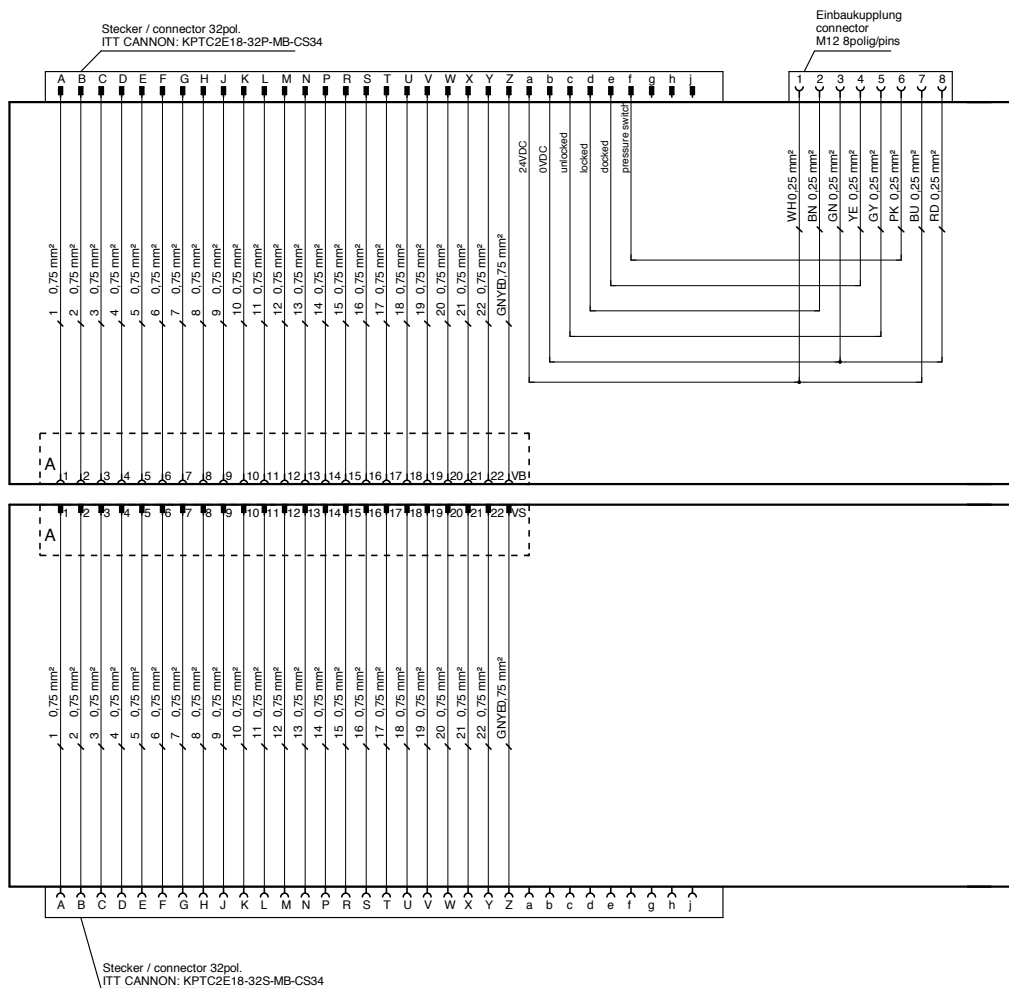 Stecker / connector 32pol.
ITT CANNON: KPTC2E18-32P-MB-CS34
Einbaukupplung
connector
M12 8polig/pins
A B C D E F G H J K L M N P R S T U V W X Y Z a b c d e f g h j
1 2 3 4 5 6 7 8
24VDC
0VDC
unlocked
locked
docked
pressure switch
WH 0,25 mm²
BN 0,25 mm²
GN 0,25 mm²
YE 0,25 mm²
GY 0,25 mm²
PK 0,25 mm²
BU 0,25 mm²
RD 0,25 mm²
1 0,75 mm²
2 0,75 mm²
3 0,75 mm²
4 0,75 mm²
5 0,75 mm²
6 0,75 mm²
7 0,75 mm²
8 0,75 mm²
9 0,75 mm²
10 0,75 mm²
11 0,75 mm²
12 0,75 mm²
13 0,75 mm²
14 0,75 mm²
15 0,75 mm²
16 0,75 mm²
17 0,75 mm²
18 0,75 mm²
19 0,75 mm²
20 0,75 mm²
21 0,75 mm²
22 0,75 mm²
GNYE 0,75 mm²
A
1 2 3 4 5 6 7 8 9 10 11 12 13 14 15 16 17 18 19 20 21 22 VB
1 2 3 4 5 6 7 8 9 10 11 12 13 14 15 16 17 18 19 20 21 22 VS
A
1 0,75 mm²
2 0,75 mm²
3 0,75 mm²
4 0,75 mm²
5 0,75 mm²
6 0,75 mm²
7 0,75 mm²
8 0,75 mm²
9 0,75 mm²
10 0,75 mm²
11 0,75 mm²
12 0,75 mm²
13 0,75 mm²
14 0,75 mm²
15 0,75 mm²
16 0,75 mm²
17 0,75 mm²
18 0,75 mm²
19 0,75 mm²
20 0,75 mm²
21 0,75 mm²
22 0,75 mm²
GNYE 0,75 mm²
A B C D E F G H J K L M N P R S T U V W X Y Z a b c d e f g h j
Stecker / connector 32pol.
ITT CANNON: KPTC2E18-32S-MB-CS34